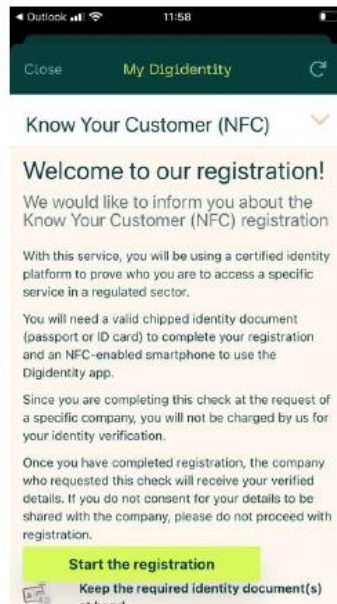 ◀ Outlook 11:58
Close My Digidentity
Know Your Customer (NFC)
Welcome to our registration!
We would like to inform you about the
Know Your Customer (NFC) registration
With this service, you will be using a certified identity
platform to prove who you are to access a specific
service in a regulated sector.
You will need a valid chipped identity document
(passport or ID card) to complete your registration
and an NFC-enabled smartphone to use the
Digidentity app.
Since you are completing this check at the request of
a specific company, you will not be charged by us for
your identity verification.
Once you have completed registration, the company
who requested this check will receive your verified
details. If you do not consent for your details to be
shared with the company, please do not proceed with
registration.
Start the registration
Keep the required identity document(s)
at hand